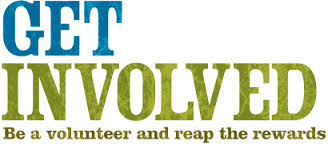 GET
INVOLVED
Be a volunteer and reap the rewards